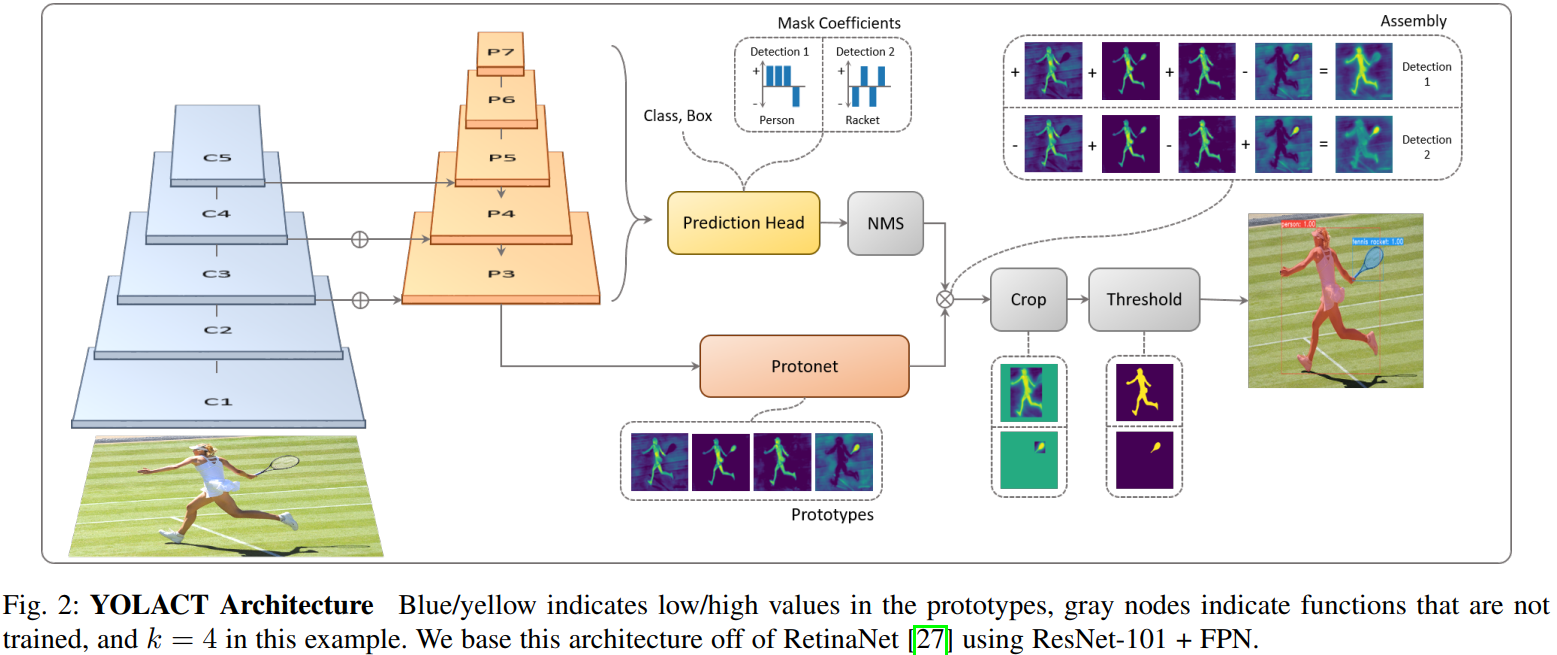 Mask Coefficients
Assembly
Detection 1
Detection 2
+
-
Person
+
-
Racket
Class, Box
P7
P6
P5
P4
P3
C5
C4
C3
C2
C1
+ + + - = Detection 1
- + - + = Detection 2
Prediction Head
NMS
Crop
Threshold
Protonet
Prototypes
person: 1.00
tennis racket: 1.00
Fig. 2: YOLACT Architecture Blue/yellow indicates low/high values in the prototypes, gray nodes indicate functions that are not
trained, and k = 4 in this example. We base this architecture off of RetinaNet [27] using ResNet-101 + FPN.